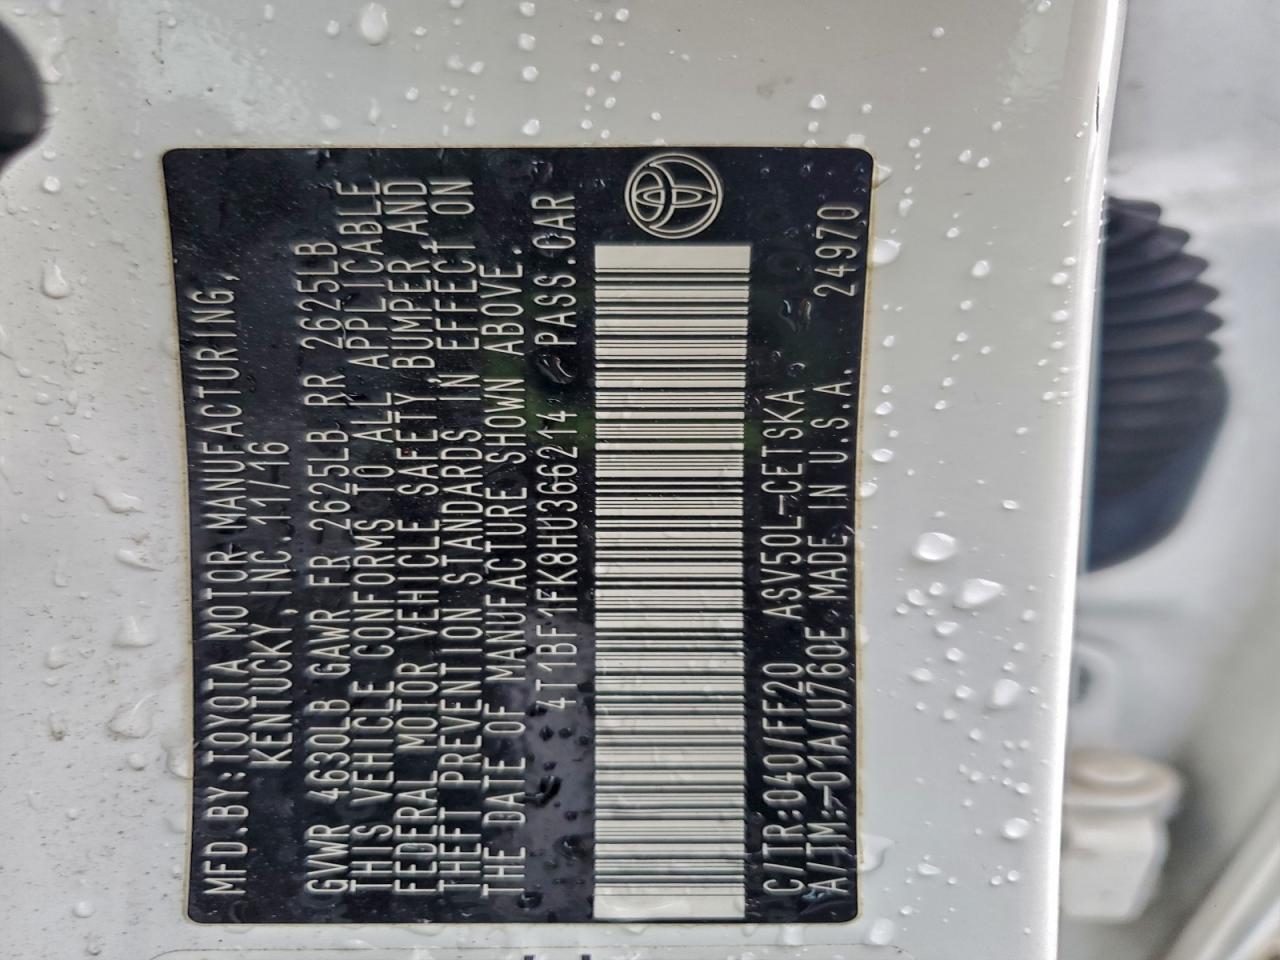 MFD.BY:TOYOTA MOTOR MANUFACTURING,
KENTUCKY,INC.11/16
GVWR 4630LB GAWR FR 2625LB RR 2625LB
THIS VEHICLE CONFORMS TO ALL APPLICABLE
FEDERAL MOTOR VEHICLE SAFETY, BUMPER AND
THEFT PREVENTION STANDARDS IN EFFECT ON
THE DATE OF MANUFACTURE SHOWN ABOVE.
4T1BF1FK8HU366214 PASS.CAR
C/TR:040/FF20 ASV50L-CETSKA
A/TM:-01A/U760E MADE IN U.S.A. 24970